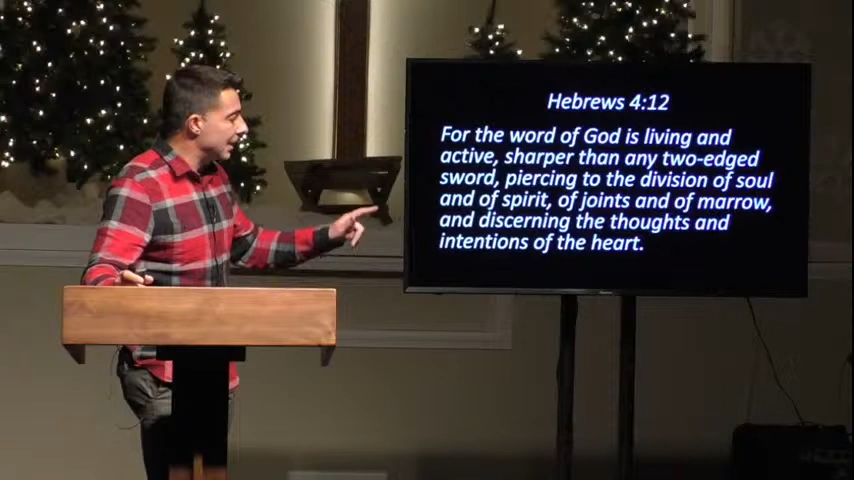 Hebrews 4:12
For the word of God is living and
active, sharper than any two-edged
sword, piercing to the division of soul
and of spirit, of joints and of marrow,
and discerning the thoughts and
intentions of the heart.